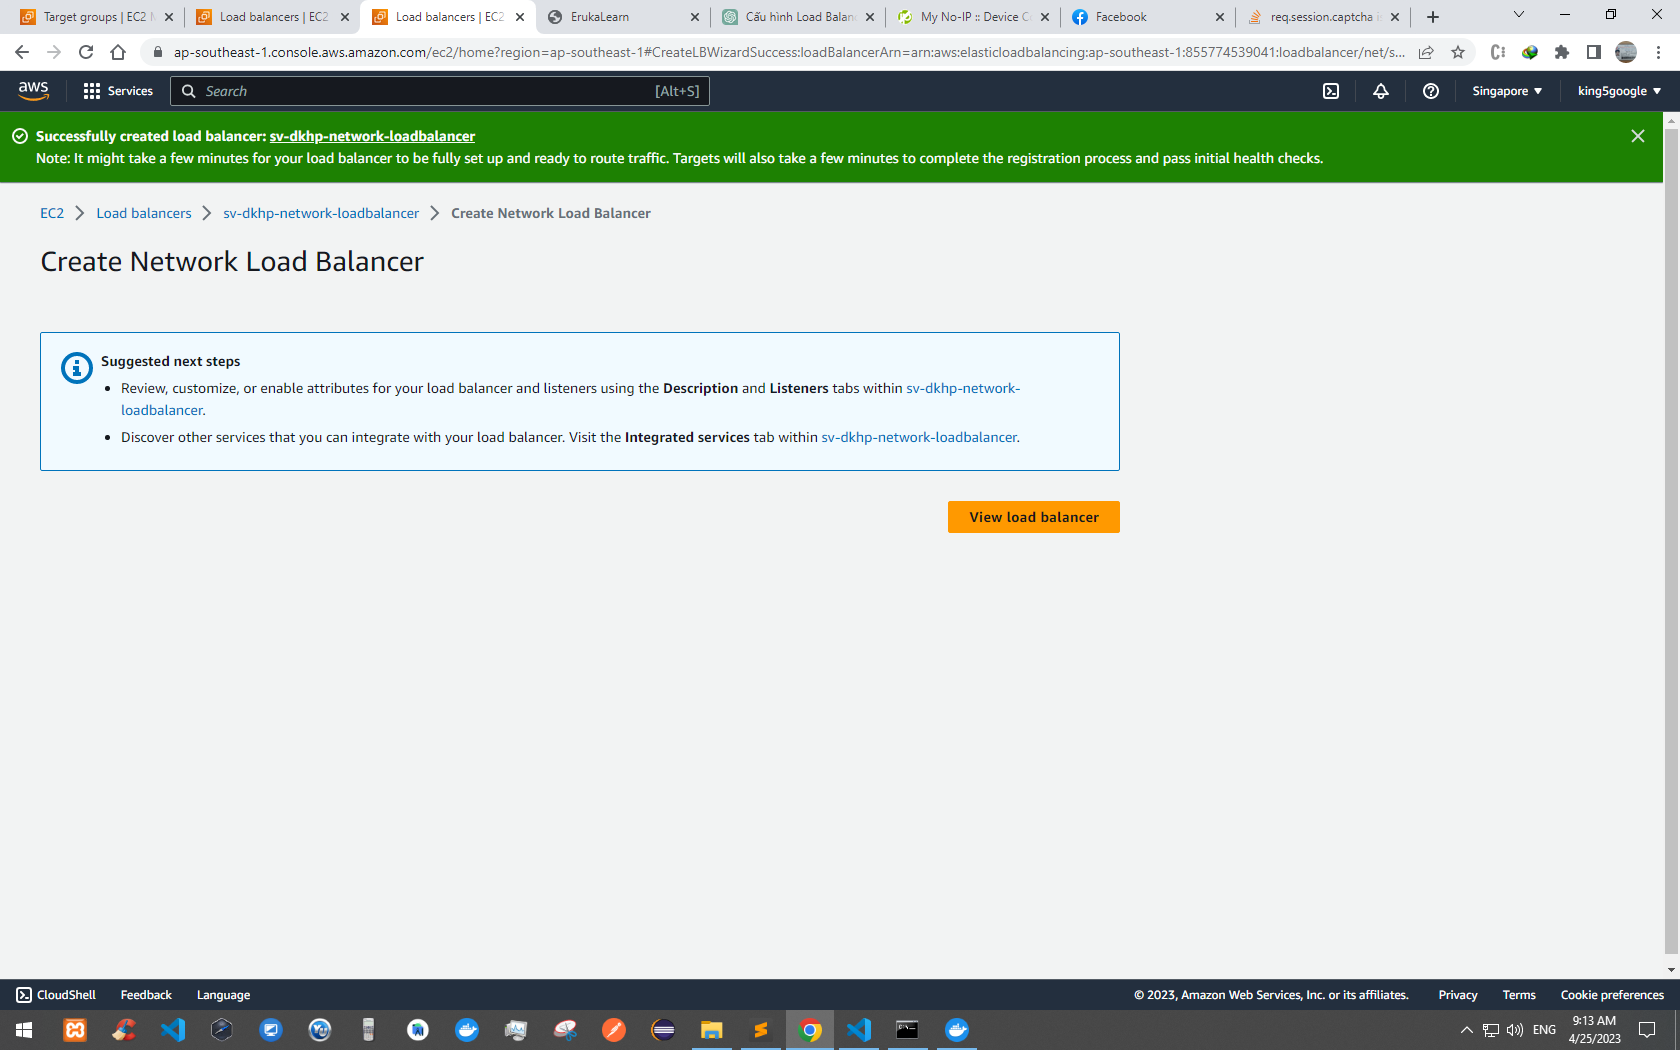 Target groups | EC2
Load balancers | EC2
Load balancers | EC2
ErukaLearn
Cấu hình Load Balan
My No-IP :: Device C
Facebook
req.session.captcha
ap-southeast-1.console.aws.amazon.com/ec2/home?region=ap-southeast-1#CreateLBWizardSuccess:loadBalancerArn=arn:aws:elasticloadbalancing:ap-southeast-1:855774539041:loadbalancer/net/s...
aws
Services
Search
[Alt+S]
Singapore
king5google
Successfully created load balancer: sv-dkhp-network-loadbalancer
Note: It might take a few minutes for your load balancer to be fully set up and ready to route traffic. Targets will also take a few minutes to complete the registration process and pass initial health checks.
EC2
Load balancers
sv-dkhp-network-loadbalancer
Create Network Load Balancer
Create Network Load Balancer
Suggested next steps
• Review, customize, or enable attributes for your load balancer and listeners using the Description and Listeners tabs within sv-dkhp-network-
loadbalancer.
• Discover other services that you can integrate with your load balancer. Visit the Integrated services tab within sv-dkhp-network-loadbalancer.
View load balancer
CloudShell
Feedback
Language
© 2023, Amazon Web Services, Inc. or its affiliates.
Privacy
Terms
Cookie preferences
ENG
9:13 AM
4/25/2023